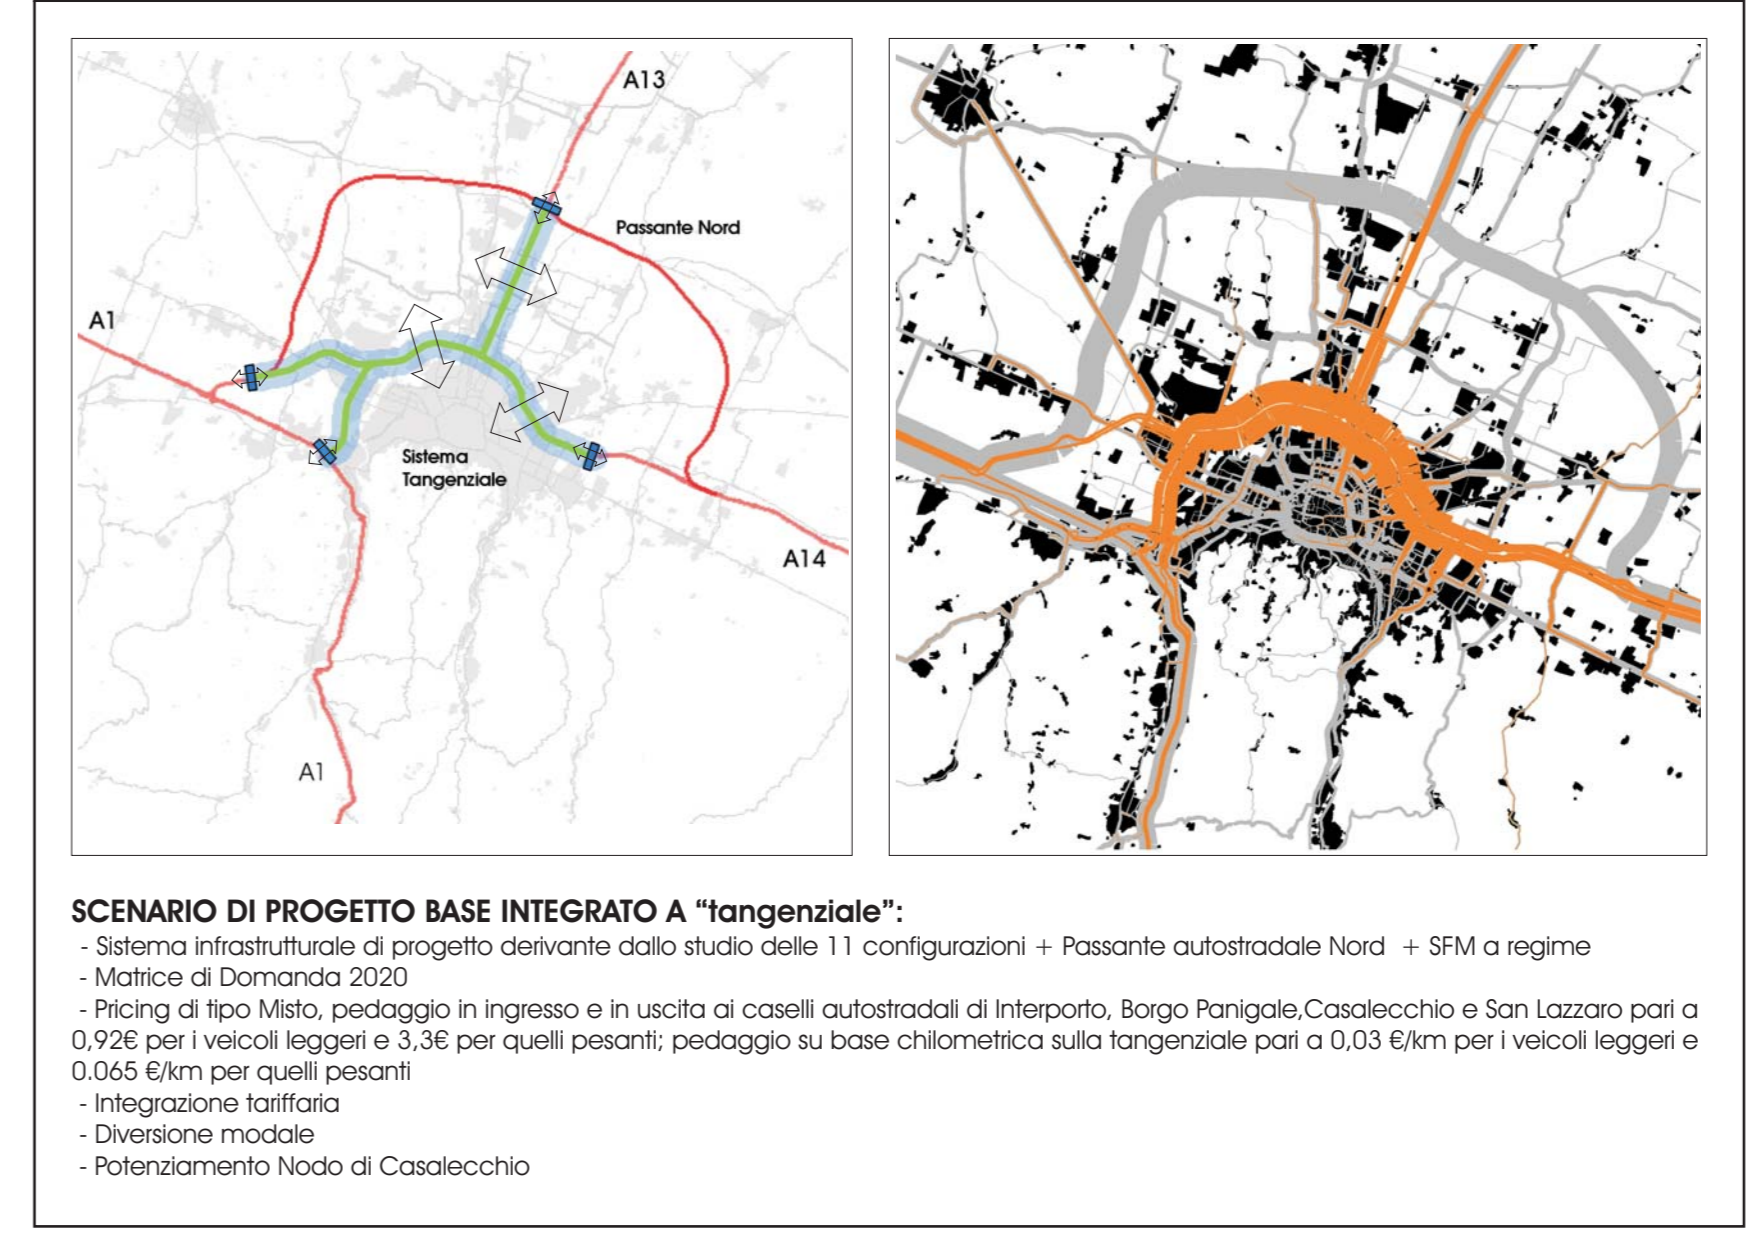 A13
Passante Nord
A1
Sistema
Tangenziale
A14
A1
SCENARIO DI PROGETTO BASE INTEGRATO A “tangenziale”:
- Sistema infrastrutturale di progetto derivante dallo studio delle 11 configurazioni + Passante autostradale Nord + SFM a regime
- Matrice di Domanda 2020
- Pricing di tipo Misto, pedaggio in ingresso e in uscita ai caselli autostradali di Interporto, Borgo Panigale,Casalecchio e San Lazzaro pari a
0,92€ per i veicoli leggeri e 3,3€ per quelli pesanti; pedaggio su base chilometrica sulla tangenziale pari a 0,03 €/km per i veicoli leggeri e
0.065 €/km per quelli pesanti
- Integrazione tariffaria
- Diversione modale
- Potenziamento Nodo di Casalecchio